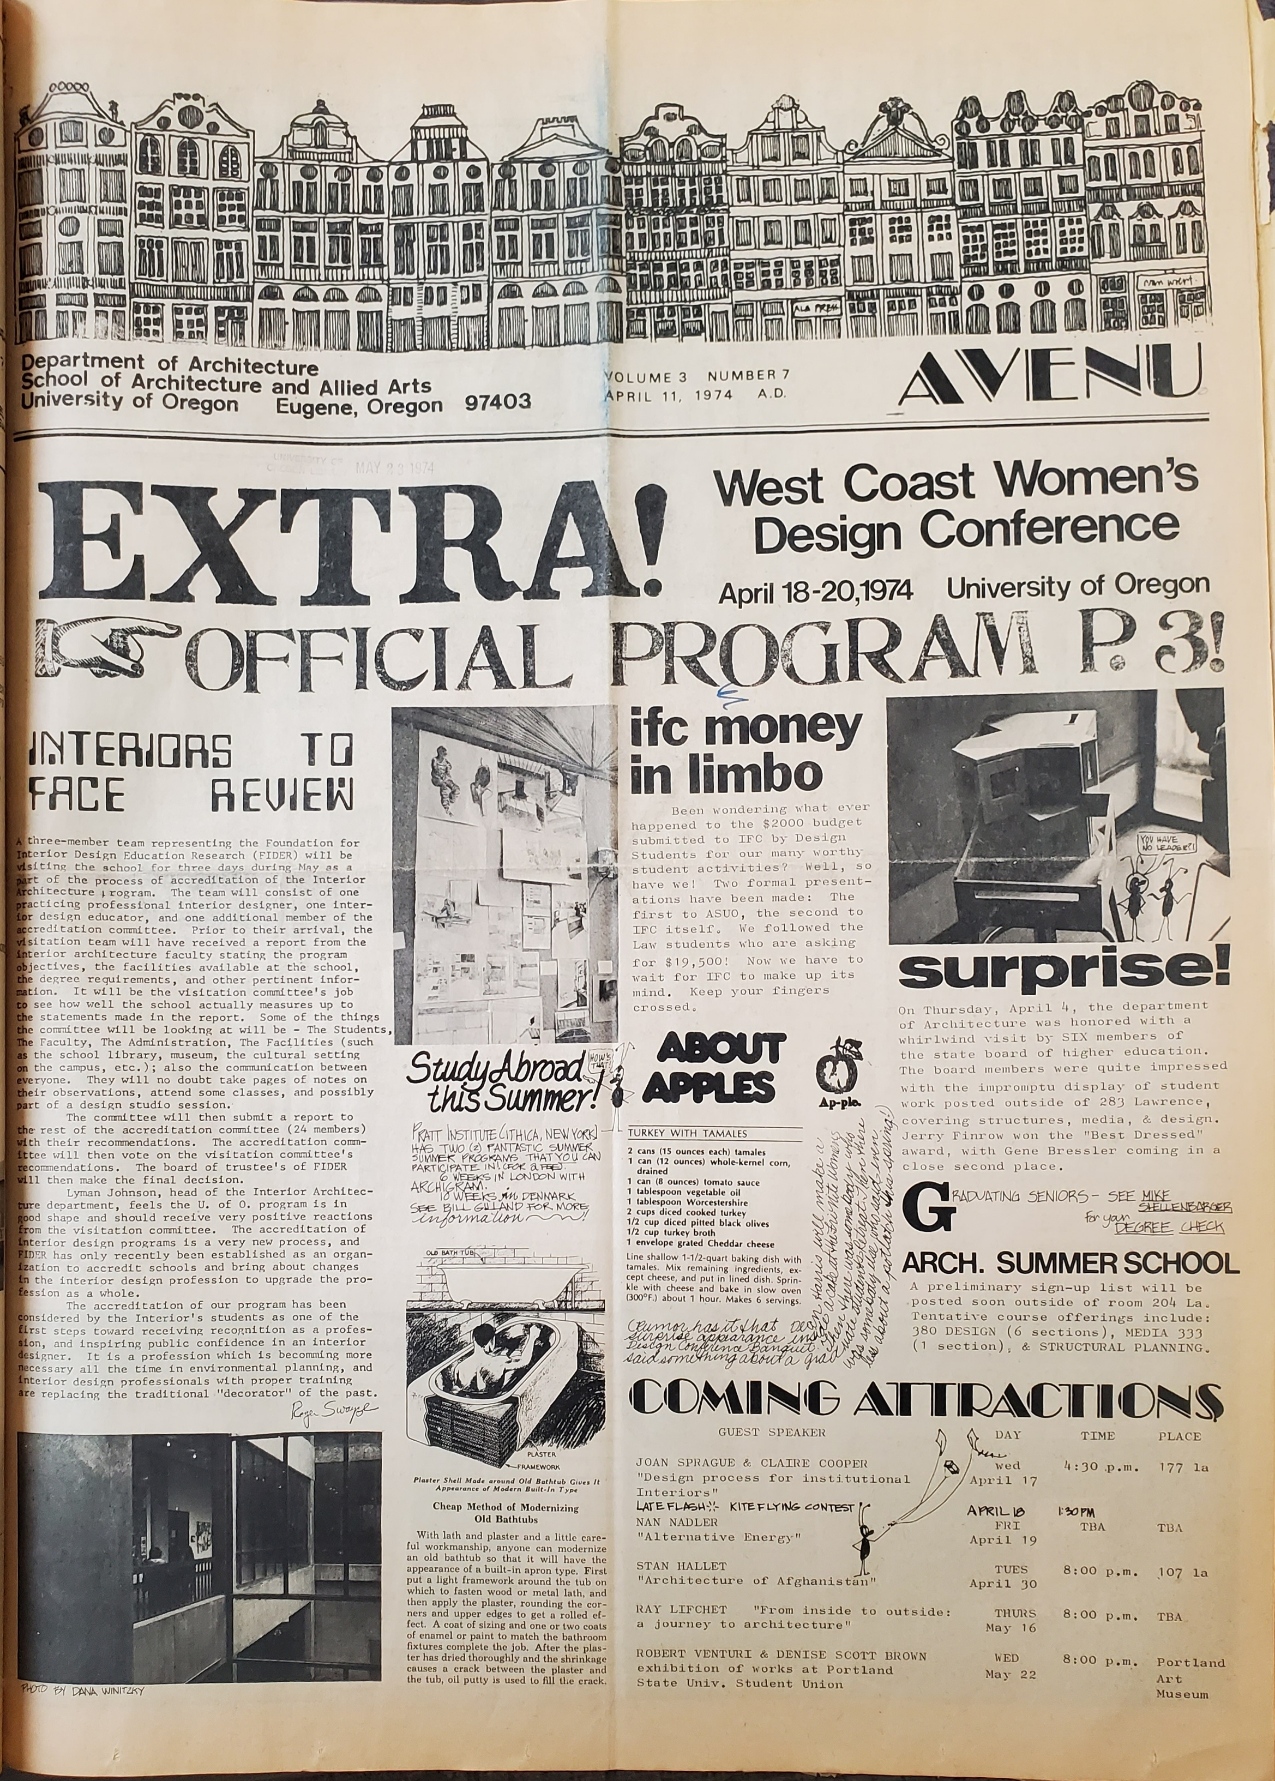 ALA PRESS
van wert
Department of Architecture
School of Architecture and Allied Arts
University of Oregon Eugene, Oregon 97403
VOLUME 3 NUMBER 7
APRIL 11, 1974 A.D.
AVENU
MAY 23 1974
EXTRA!
West Coast Women's
Design Conference
April 18-20, 1974 University of Oregon
OFFICIAL PROGRAM P. 3!
INTERIORS TO
FACE REVIEW
A three-member team representing the Foundation for
Interior Design Education Research (FIDER) will be
visiting the school for three days during May as a
part of the process of accreditation of the Interior
Architecture program. The team will consist of one
practicing professional interior designer, one inter-
ior design educator, and one additional member of the
accreditation committee. Prior to their arrival, the
visitation team will have received a report from the
interior architecture faculty stating the program
objectives, the facilities available at the school,
the degree requirements, and other pertinent infor-
mation. It will be the visitation committee's job
to see how well the school actually measures up to
the statements made in the report. Some of the things
the committee will be looking at will be - The Students,
The Faculty, The Administration, The Facilities (such
as the school library, museum, the cultural setting
on the campus, etc.); also the communication between
everyone. They will no doubt take pages of notes on
their observations, attend some classes, and possibly
part of a design studio session.
The committee will then submit a report to
the rest of the accreditation committee (24 members)
with their recommendations. The accreditation comm-
ittee will then vote on the visitation committee's
recommendations. The board of trustee's of FIDER
will then make the final decision.
Lyman Johnson, head of the Interior Architec-
ture department, feels the U. of O. program is in
good shape and should receive very positive reactions
from the visitation committee. The accreditation of
interior design programs is a very new process, and
FIDER has only recently been established as an organ-
ization to accredit schools and bring about changes
in the interior design profession to upgrade the pro-
fession as a whole.
The accreditation of our program has been
considered by the Interior's students as one of the
first steps toward receiving recognition as a profes-
sion, and inspiring public confidence in an interior
designer. It is a profession which is becomming more
necessary all the time in environmental planning, and
interior design professionals with proper training
are replacing the traditional "decorator" of the past.
Roger Swayze
PHOTO BY DANA WINITZKY
Study Abroad
this Summer!
HOW'S THAT
PRATT INSTITUTE (ITHICA, NEW YORK)
HAS TWO (2) FANTASTIC SUMMER
SUMMER PROGRAMS THAT YOU CAN
PARTICIPATE IN (FOR A FEE).
6 WEEKS IN LONDON WITH
ARCHIGRAM.
10 WEEKS in DENMARK
SEE BILL GILLAND FOR MORE
information
OLD BATH TUB
PLASTER
FRAMEWORK
Plaster Shell Made around Old Bathtub Gives It
Appearance of Modern Built-In Type
Cheap Method of Modernizing
Old Bathtubs
With lath and plaster and a little care-
ful workmanship, anyone can modernize
an old bathtub so that it will have the
appearance of a built-in apron type. First
put a light framework around the tub on
which to fasten wood or metal lath, and
then apply the plaster, rounding the cor-
ners and upper edges to get a rolled ef-
fect. A coat of sizing and one or two coats
of enamel or paint to match the bathroom
fixtures complete the job. After the plas-
ter has dried thoroughly and the shrinkage
causes a crack between the plaster and
the tub, oil putty is used to fill the crack.
ifc money
in limbo
Been wondering what ever
happened to the $2000 budget
submitted to IFC by Design
Students for our many worthy
student activities? Well, so
have we! Two formal present-
ations have been made: The
first to ASUO, the second to
IFC itself. We followed the
Law students who are asking
for $19,500! Now we have to
wait for IFC to make up its
mind. Keep your fingers
crossed.
ABOUT
APPLES
Ap-ple.
TURKEY WITH TAMALES
2 cans (15 ounces each) tamales
1 can (12 ounces) whole-kernel corn,
drained
1 can (8 ounces) tomato sauce
1 tablespoon vegetable oil
1 tablespoon Worcestershire
2 cups diced cooked turkey
1/2 cup diced pitted black olives
1/2 cup turkey broth
1 envelope grated Cheddar cheese
Line shallow 1-1/2-quart baking dish with
tamales. Mix remaining ingredients, ex-
cept cheese, and put in lined dish. Sprin-
kle with cheese and bake in slow oven
(300°F.) about 1 hour. Makes 6 servings.
Rumor has it that
surprise appearance
Design Conference Banquet
said something about a grad
YOU HAVE
NO LEADER!
surprise!
On Thursday, April 4, the department
of Architecture was honored with a
whirlwind visit by SIX members of
the state board of higher education.
The board members were quite impressed
with the impromptu display of student
work posted outside of 283 Lawrence,
covering structures, media, & design.
Jerry Finrow won the "Best Dressed"
award, with Gene Bressler coming in a
close second place.
GRADUATING SENIORS - SEE MIKE
SHELLENBARGER
for your
DEGREE CHECK
ARCH. SUMMER SCHOOL
A preliminary sign-up list will be
posted soon outside of room 204 La.
Tentative course offerings include:
380 DESIGN (6 sections), MEDIA 333
(1 section), & STRUCTURAL PLANNING.
COMING ATTRACTIONS
GUEST SPEAKER DAY TIME PLACE
JOAN SPRAGUE & CLAIRE COOPER wed 4:30 p.m. 177 la
"Design process for institutional April 17
Interiors"
LATE FLASH KITE FLYING CONTEST APRIL 18 1:30 PM
NAN NADLER FRI TBA TBA
"Alternative Energy" April 19
STAN HALLET TUES 8:00 p.m. 107 la
"Architecture of Afghanistan" April 30
RAY LIFCHET "From inside to outside: THURS 8:00 p.m. TBA
a journey to architecture" May 16
ROBERT VENTURI & DENISE SCOTT BROWN WED 8:00 p.m. Portland
exhibition of works at Portland May 22 Art
State Univ. Student Union Museum